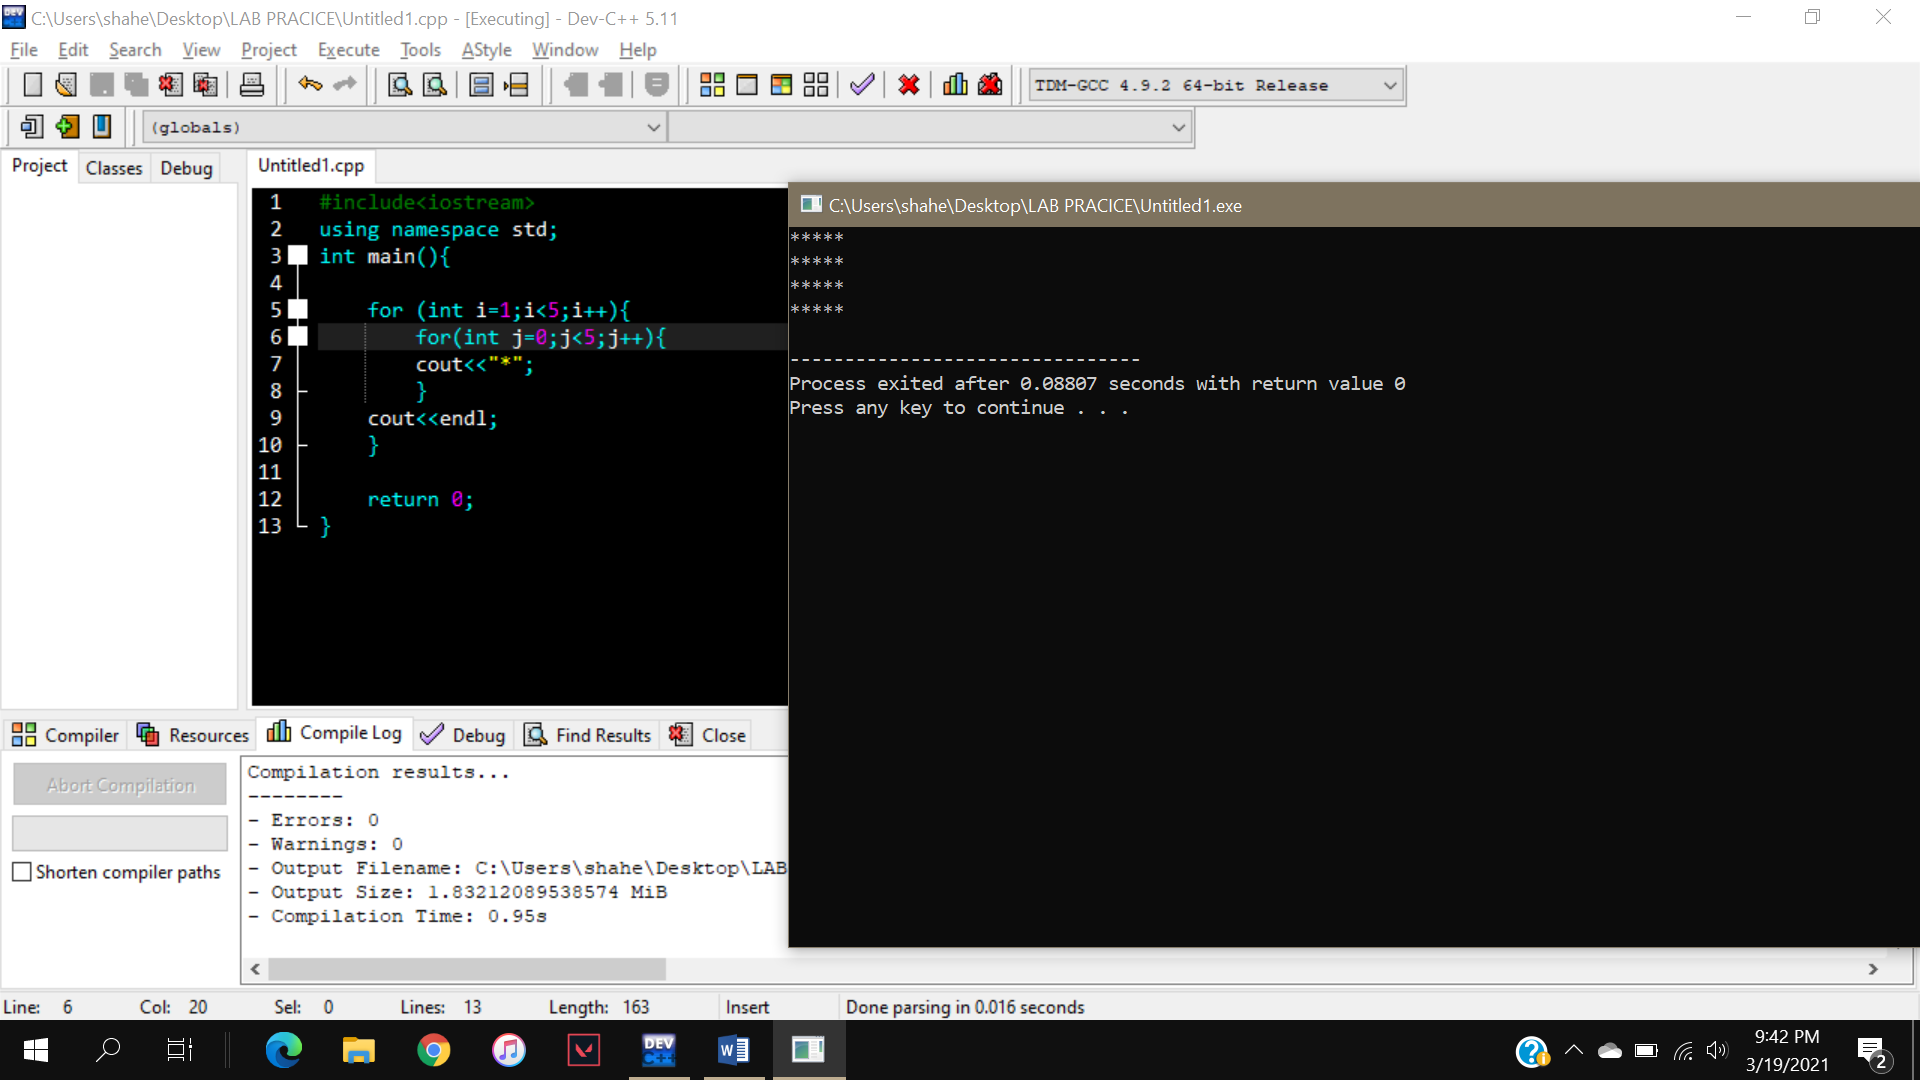 C:\Users\shahe\Desktop\LAB PRACICE\Untitled1.cpp - [Executing] - Dev-C++ 5.11
File Edit Search View Project Execute Tools AStyle Window Help
TDM-GCC 4.9.2 64-bit Release
(globals)
Project Classes Debug
Untitled1.cpp
1 #include<iostream>
2 using namespace std;
3 int main(){
4
5 for (int i=1;i<5;i++){
6 for(int j=0;j<5;j++){
7 cout<<"*";
8 }
9 cout<<endl;
10 }
11
12 return 0;
13 }
C:\Users\shahe\Desktop\LAB PRACICE\Untitled1.exe
*****
*****
*****
*****
--------------------------------
Process exited after 0.08807 seconds with return value 0
Press any key to continue . . .
Compiler Resources Compile Log Debug Find Results Close
Abort Compilation
Shorten compiler paths
Compilation results...
--------
- Errors: 0
- Warnings: 0
- Output Filename: C:\Users\shahe\Desktop\LAB
- Output Size: 1.83212089538574 MiB
- Compilation Time: 0.95s
Line: 6 Col: 20 Sel: 0 Lines: 13 Length: 163 Insert Done parsing in 0.016 seconds
DEV
C++
9:42 PM
3/19/2021
2